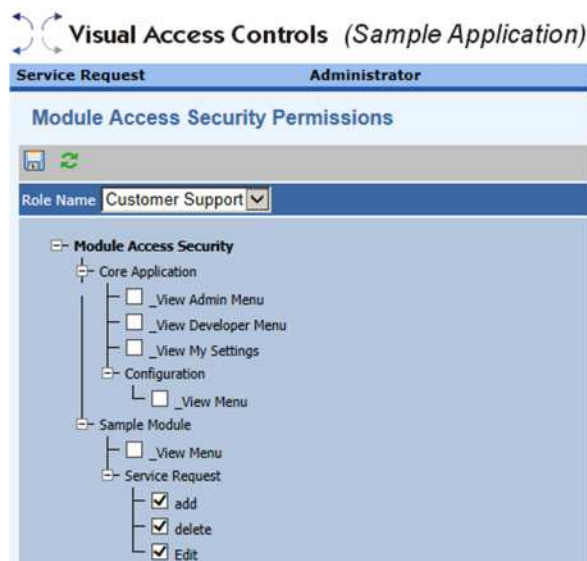 Visual Access Controls (Sample Application)
Service Request Administrator
Module Access Security Permissions
Role Name Customer Support
Module Access Security
Core Application
_View Admin Menu
_View Developer Menu
_View My Settings
Configuration
_View Menu
Sample Module
_View Menu
Service Request
add
delete
Edit